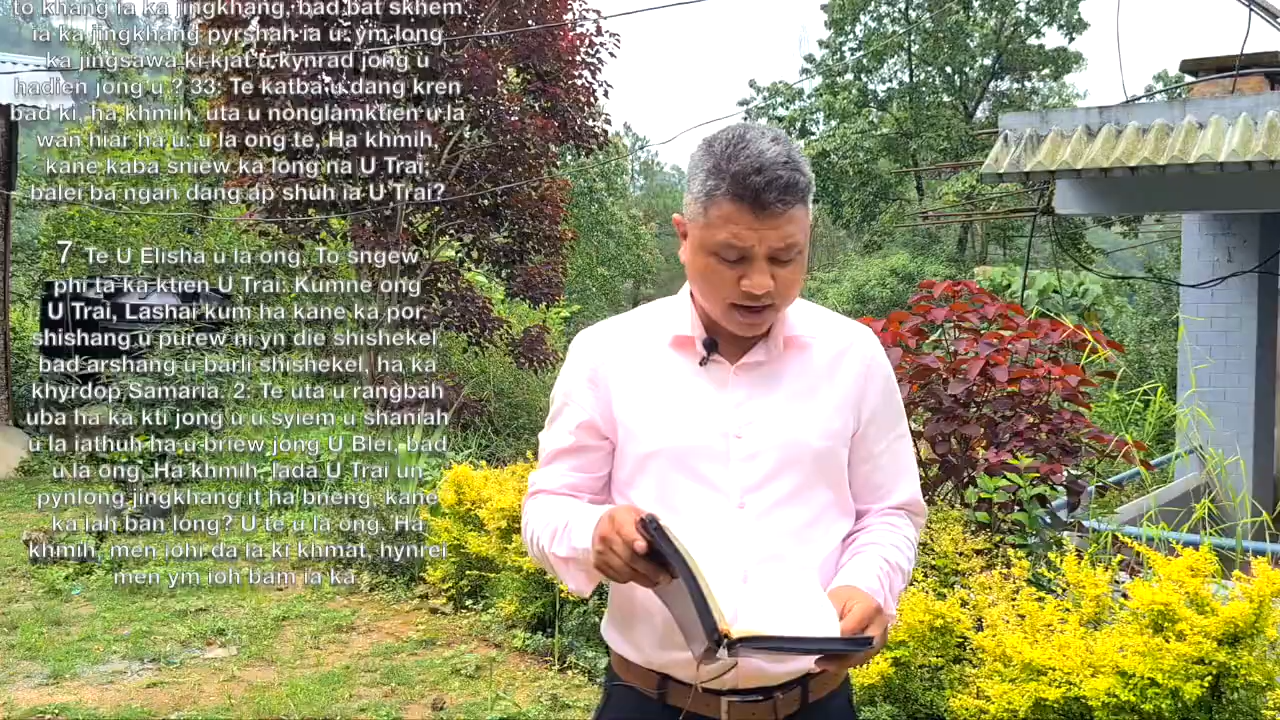 to khang ia ka jingkhang, bad bat skhem
ia ka jingkhang pyrshah ia u: ym long
ka jingsawa ki kjat u kynrad jong u
hadien jong u ? 33: Te katba u dang kren
bad ki, ha khmih, uta u nonglamktien u la
wan hiar ha u: u la ong te, Ha khmih,
kane kaba sniew ka long na U Trai;
balei ba ngan dang ap shuh ia U Trai?
7 Te U Elisha u la ong, To sngew
phi ïa ka ktien U Trai: Kumne ong
U Trai, Lashai kum ha kane ka por,
shishang u purew ni yn die shishekel,
bad arshang u barli shishekel, ha ka
khyrdop Samaria. 2: Te uta u rangbah
uba ha ka kti jong u u syiem u shaniah
u la iathuh ha u briew jong U Blei, bad
u la ong, Ha khmih, lada U Trai un
pynlong jingkhang it ha bneng, kane
ka lah ban long? U te u la ong. Ha
khmih, men iohi da la ki khmat, hynrei
men ym ioh bam ia ka